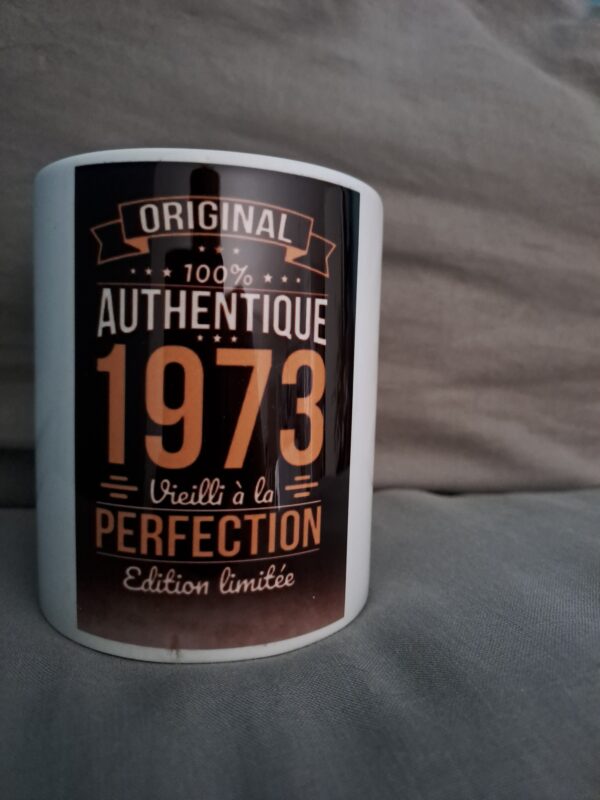 ORIGINAL
100%
AUTHENTIQUE
1973
Vieilli à la
PERFECTION
Edition limitée